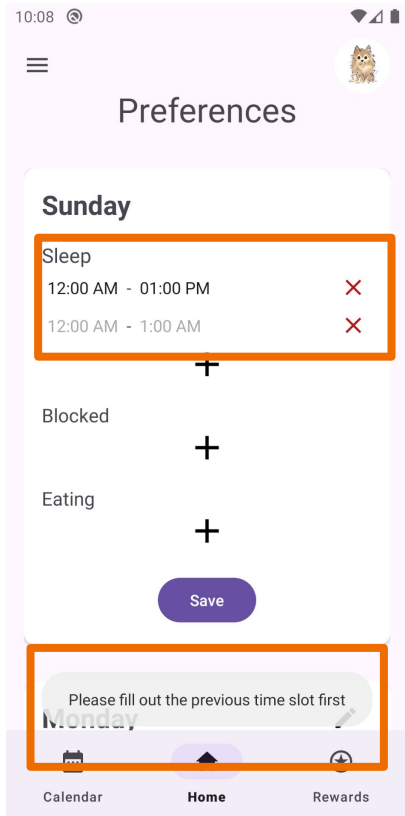 10:08
Preferences
Sunday
Sleep
12:00 AM - 01:00 PM
12:00 AM - 1:00 AM
Blocked
Eating
Save
Please fill out the previous time slot first
Monday
Calendar
Home
Rewards